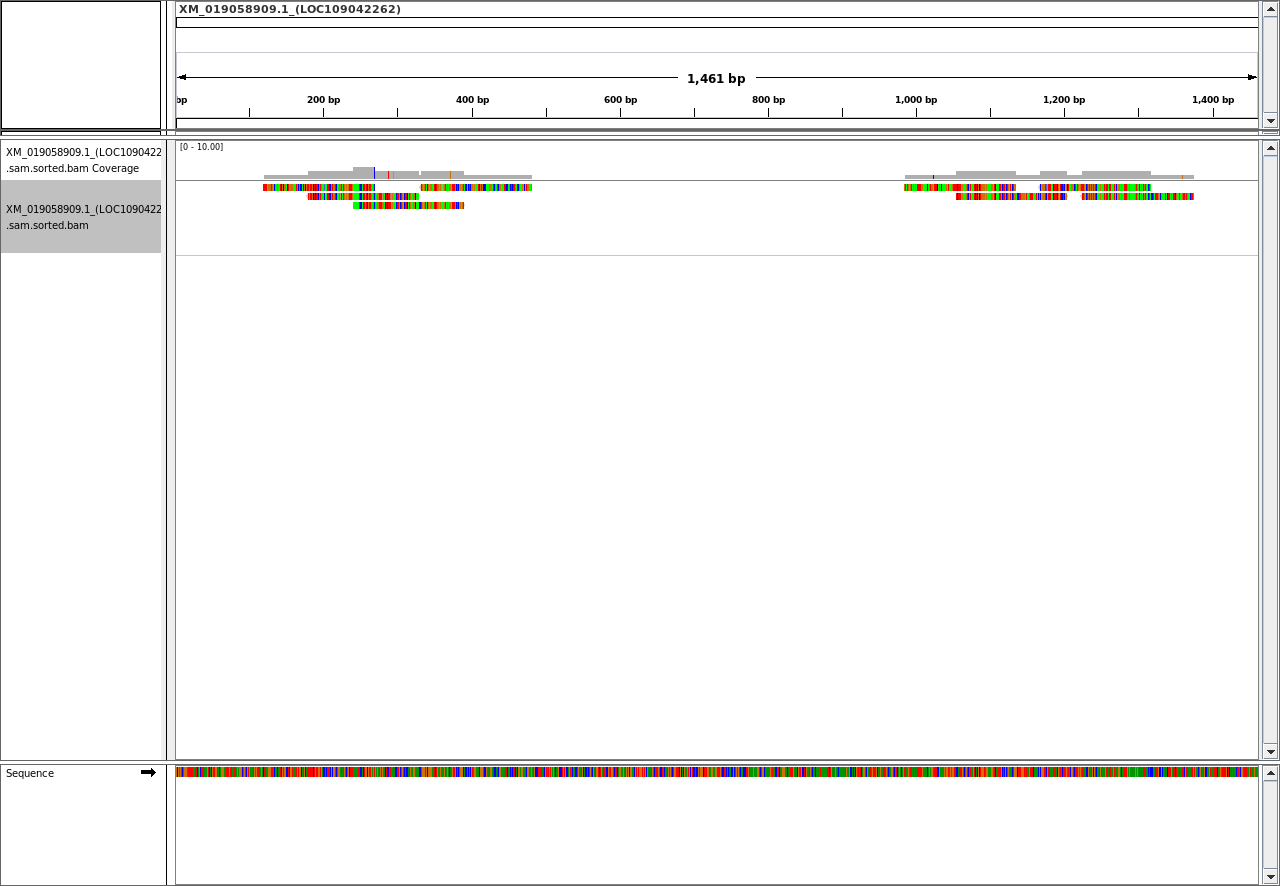 XM_019058909.1_(LOC109042262)
1,461 bp
bp 200 bp 400 bp 600 bp 800 bp 1,000 bp 1,200 bp 1,400 bp
XM_019058909.1_(LOC1090422
.sam.sorted.bam Coverage
[0 - 10.00]
XM_019058909.1_(LOC1090422
.sam.sorted.bam
Sequence